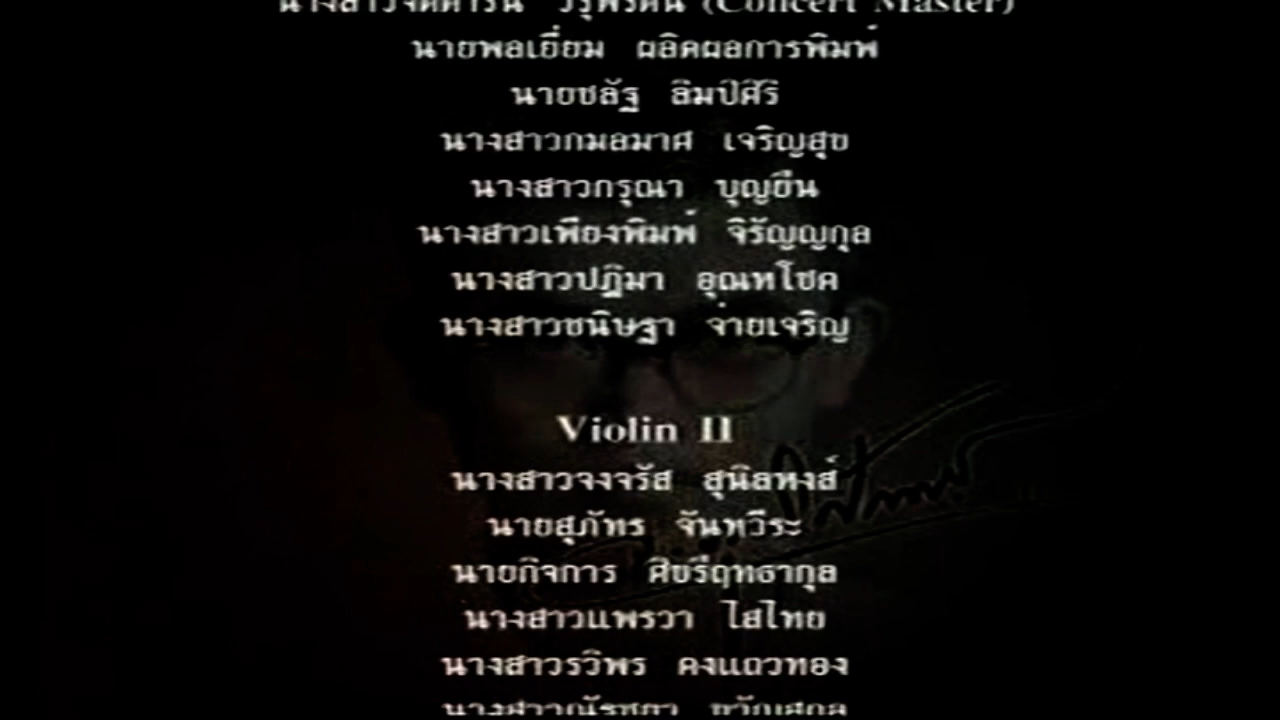 (Concert Master)
นายพลเยี่ยม ผลิตผลการพิมพ์
นายชลัฐ ลิมป์ศิริ
นางสาวกมลมาศ เจริญสุข
นางสาวกรุณา บุญยืน
นางสาวเพียงพิมพ์ จิรัญญกุล
นางสาวปฏิมา อุณหโชค
นางสาวชนิษฐา จ่ายเจริญ
Violin II
นางสาวจงจรัส สุนิลหงส์
นายสุภัทร จันทวีระ
นายกิจการ ศิขรีฤทธากุล
นางสาวแพรวา ไสไทย
นางสาวรวิพร คงแถวทอง